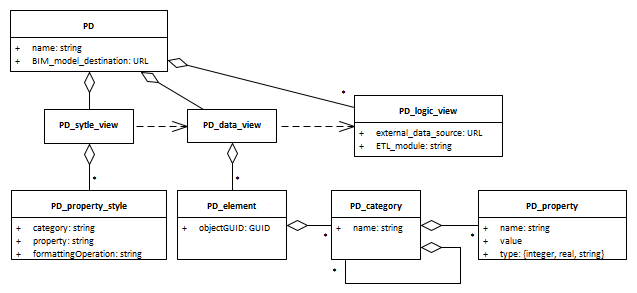 PD
+ name: string
+ BIM_model_destination: URL
*
PD_sytle_view
PD_data_view
PD_logic_view
+ external_data_source: URL
+ ETL_module: string
*
*
PD_property_style
+ category: string
+ property: string
+ formattingOperation: string
PD_element
+ objectGUID: GUID
*
PD_category
+ name: string
*
*
PD_property
+ name: string
+ value
+ type: {integer, real, string}